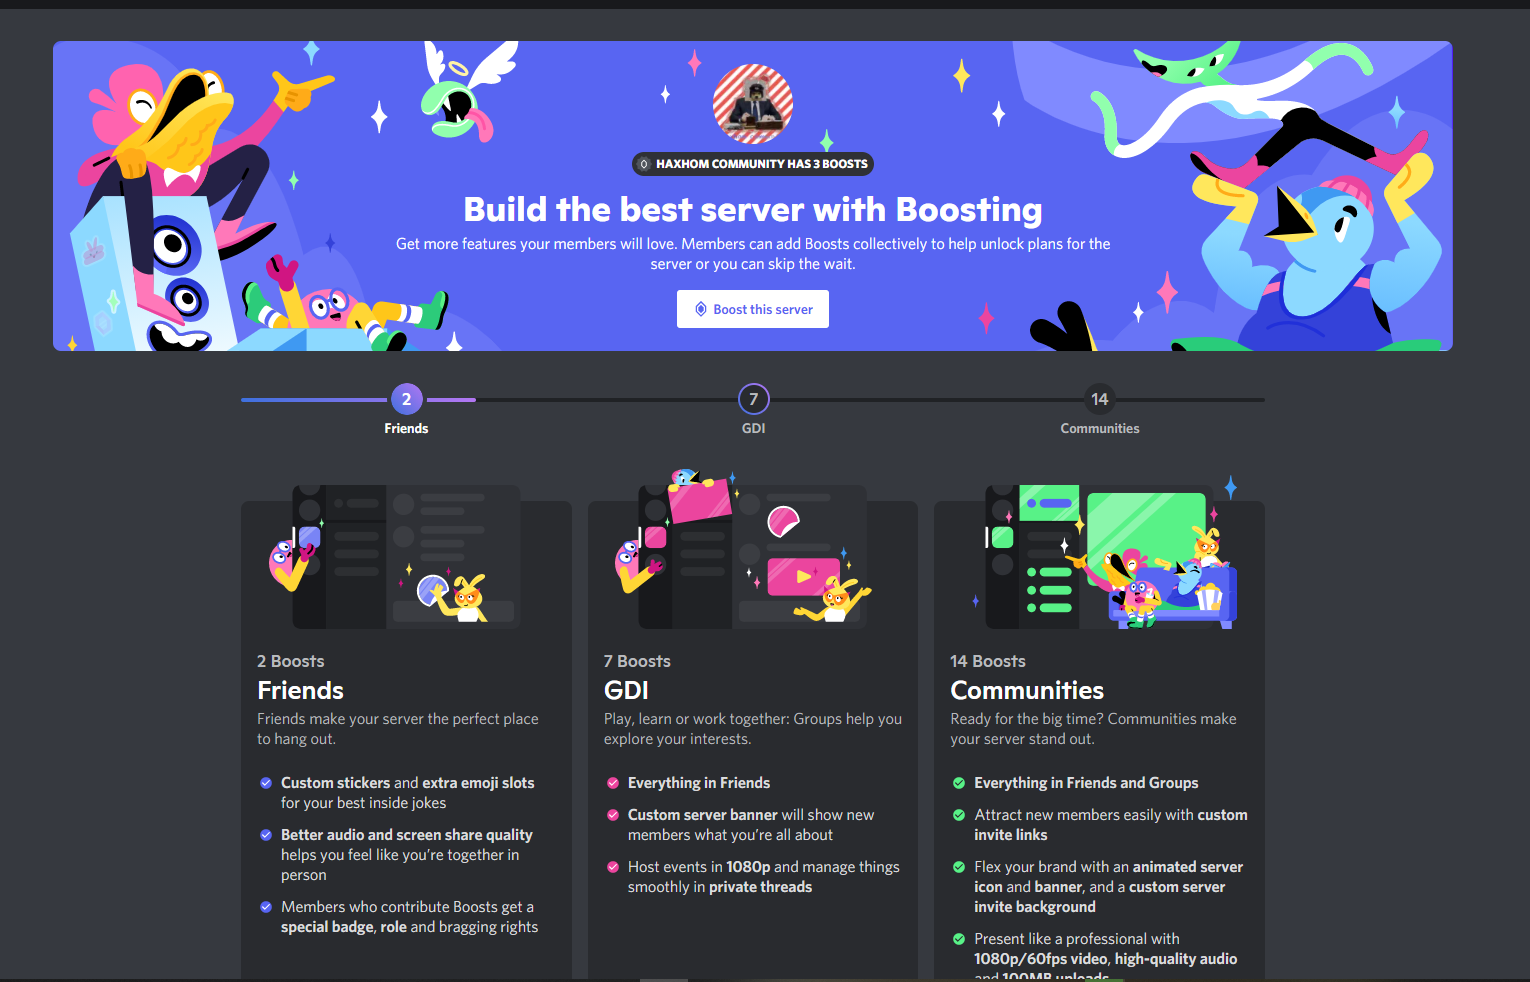 HAXHOM COMMUNITY HAS 3 BOOSTS
Build the best server with Boosting
Get more features your members will love. Members can add Boosts collectively to help unlock plans for the
server or you can skip the wait.
Boost this server
2
7
14
Friends
GDI
Communities
2 Boosts
Friends
Friends make your server the perfect place
to hang out.
Custom stickers and extra emoji slots
for your best inside jokes
Better audio and screen share quality
helps you feel like you're together in
person
Members who contribute Boosts get a
special badge, role and bragging rights
7 Boosts
GDI
Play, learn or work together: Groups help you
explore your interests.
Everything in Friends
Custom server banner will show new
members what you're all about
Host events in 1080p and manage things
smoothly in private threads
14 Boosts
Communities
Ready for the big time? Communities make
your server stand out.
Everything in Friends and Groups
Attract new members easily with custom
invite links
Flex your brand with an animated server
icon and banner, and a custom server
invite background
Present like a professional with
1080p/60fps video, high-quality audio
and 100MB uploads